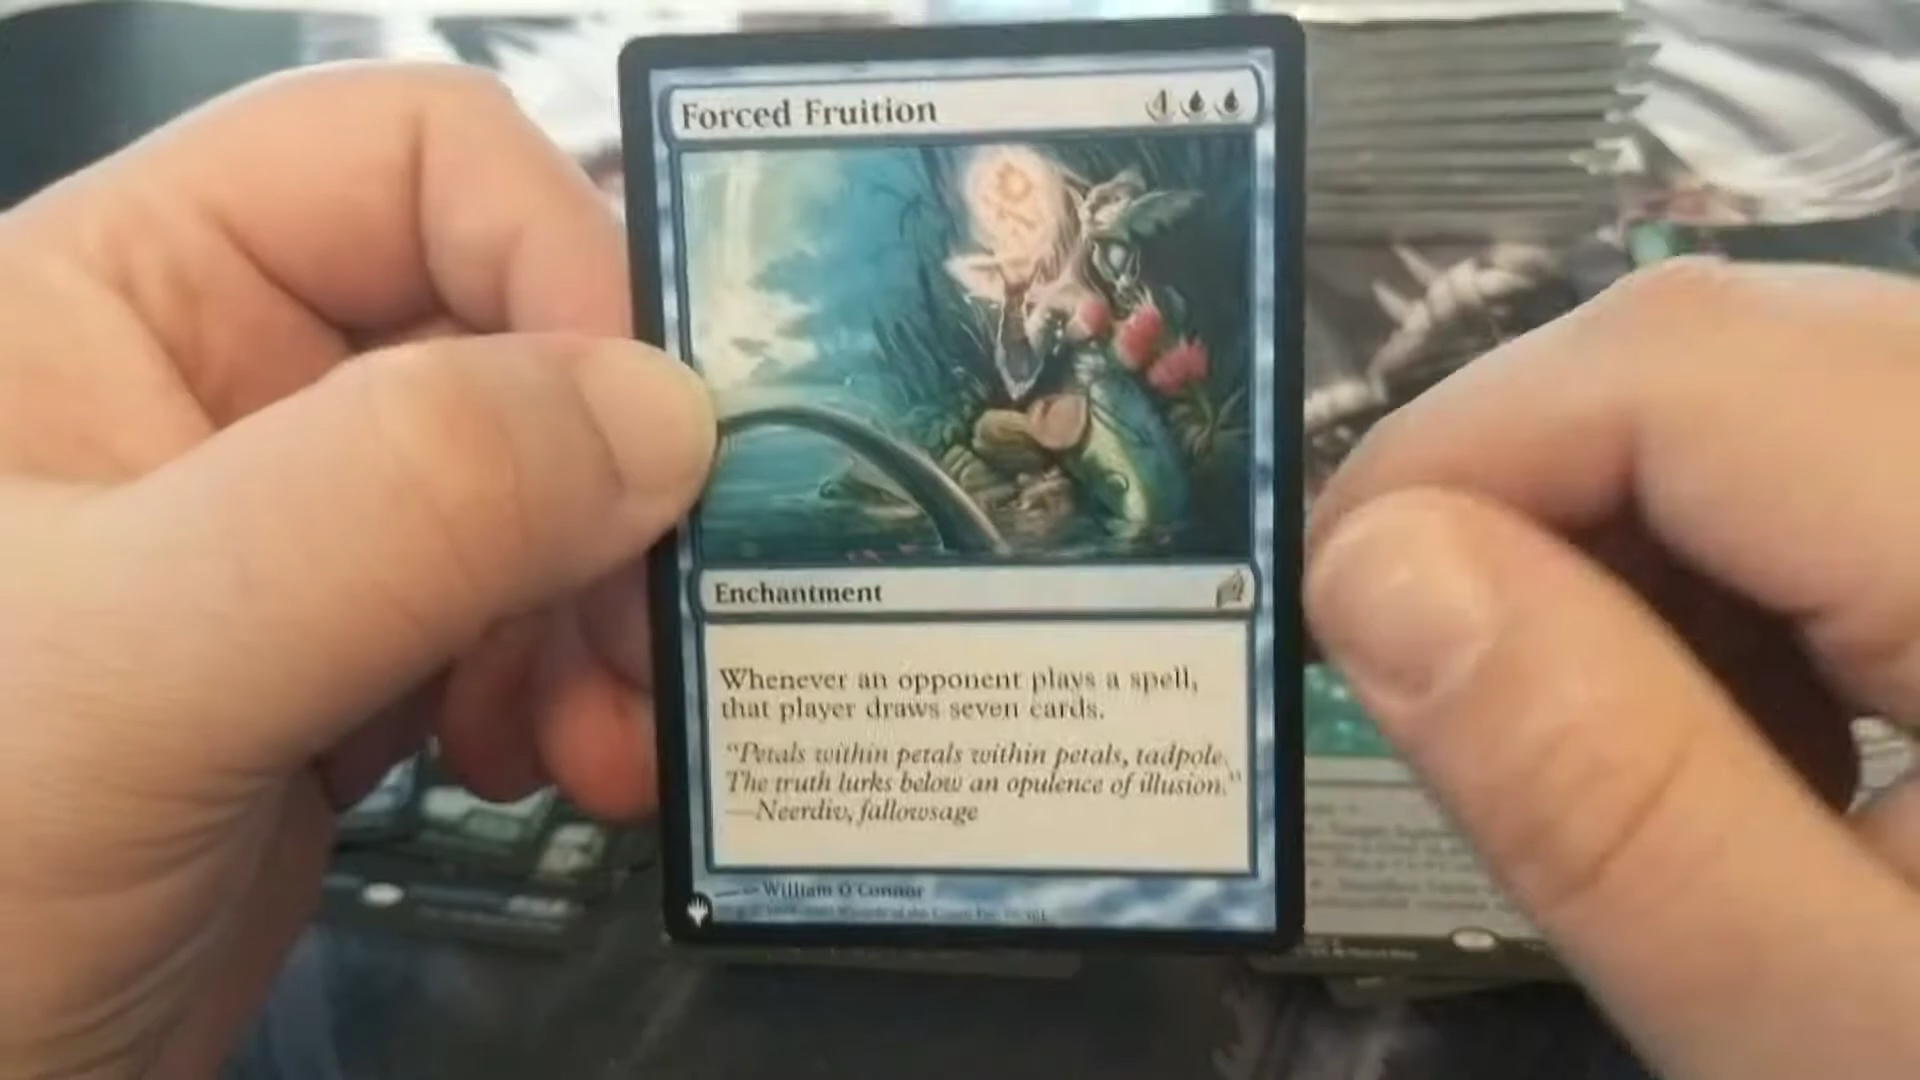 Forced Fruition 4
Enchantment
Whenever an opponent plays a spell,
that player draws seven cards.
"Petals within petals within petals, tadpole.
The truth lurks below an opulence of illusion."
—Neerdiv, fallowsage
William O'Connor